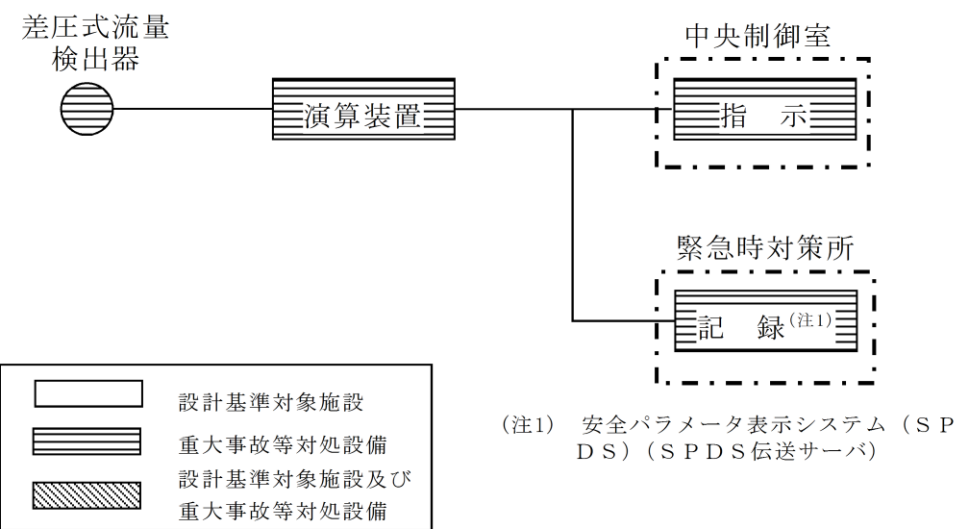 差圧式流量
検出器
演算装置
中央制御室
指 示
緊急時対策所
記 録(注1)
設計基準対象施設
重大事故等対処設備
設計基準対象施設及び
重大事故等対処設備
(注1) 安全パラメータ表示システム(SP
DS)(SPDS伝送サーバ)